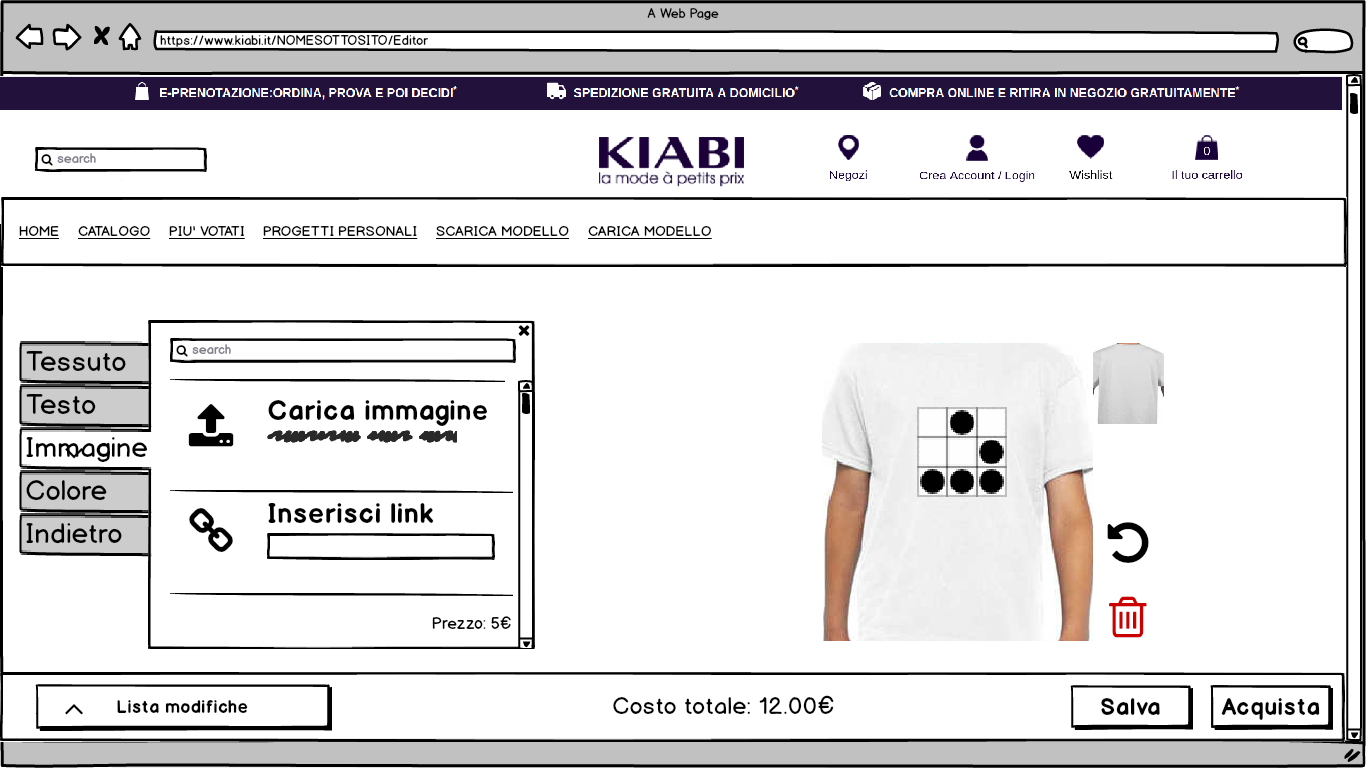 A Web Page
https://www.kiabi.it/NOMESOTTOSITO/Editor
E-PRENOTAZIONE:ORDINA, PROVA E POI DECIDI* SPEDIZIONE GRATUITA A DOMICILIO* COMPRA ONLINE E RITIRA IN NEGOZIO GRATUITAMENTE*
search
KIABI
la mode à petits prix
Negozi
Crea Account / Login
Wishlist
0
Il tuo carrello
HOME CATALOGO PIU' VOTATI PROGETTI PERSONALI SCARICA MODELLO CARICA MODELLO
Tessuto
Testo
Immagine
Colore
Indietro
search
Carica immagine
Inserisci link
Prezzo: 5€
Lista modifiche
Costo totale: 12.00€
Salva
Acquista